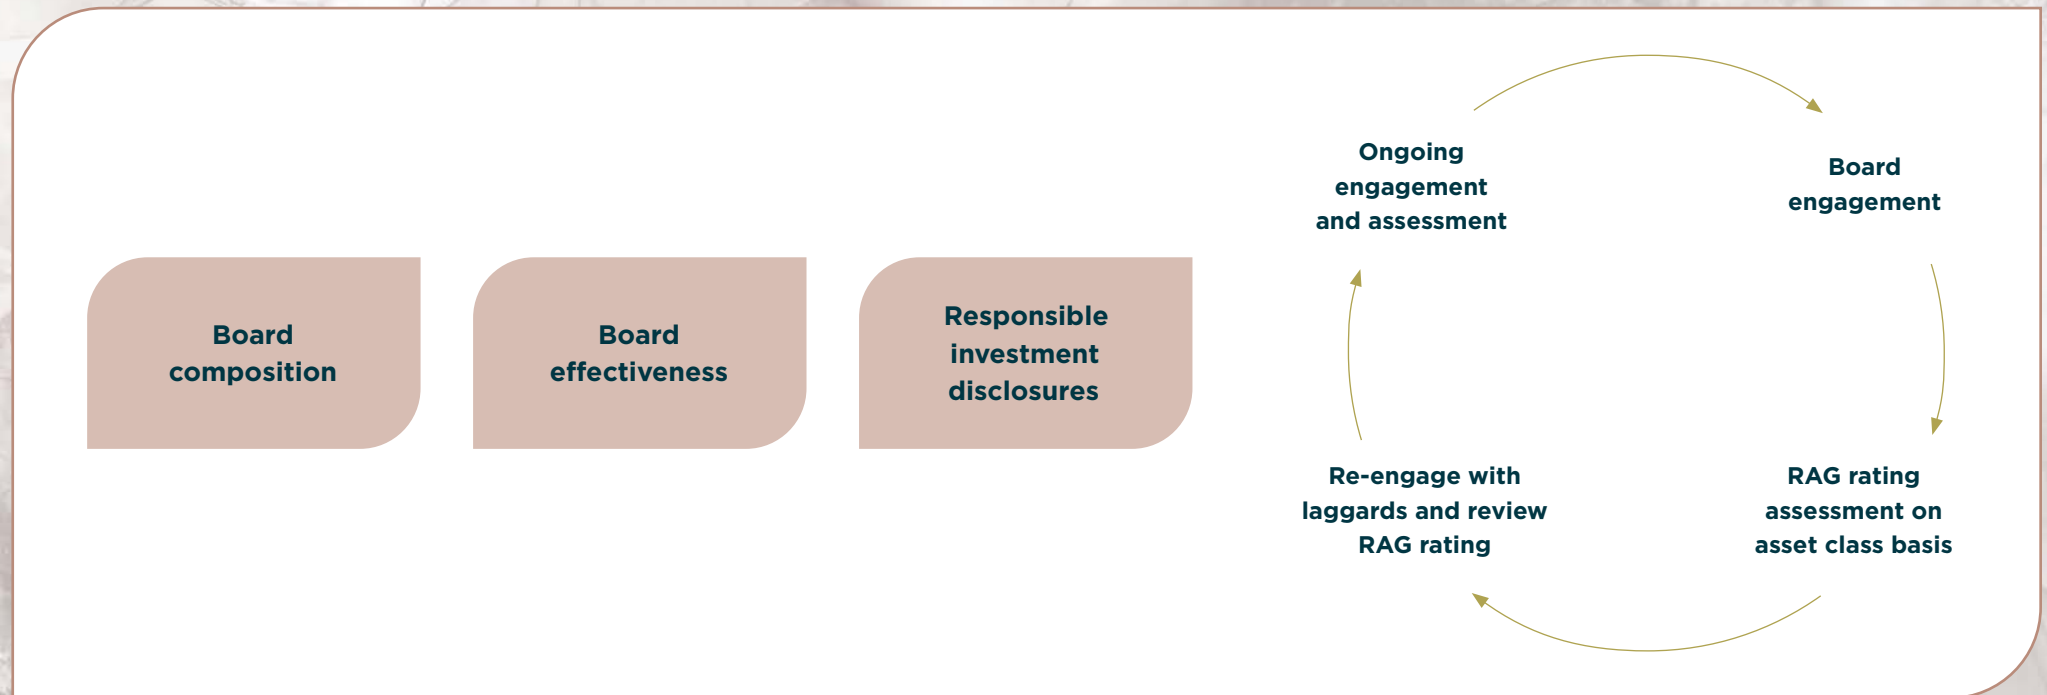 Board
composition
Board
effectiveness
Responsible
investment
disclosures
Ongoing
engagement
and assessment
Board
engagement
RAG rating
assessment on
asset class basis
Re-engage with
laggards and review
RAG rating